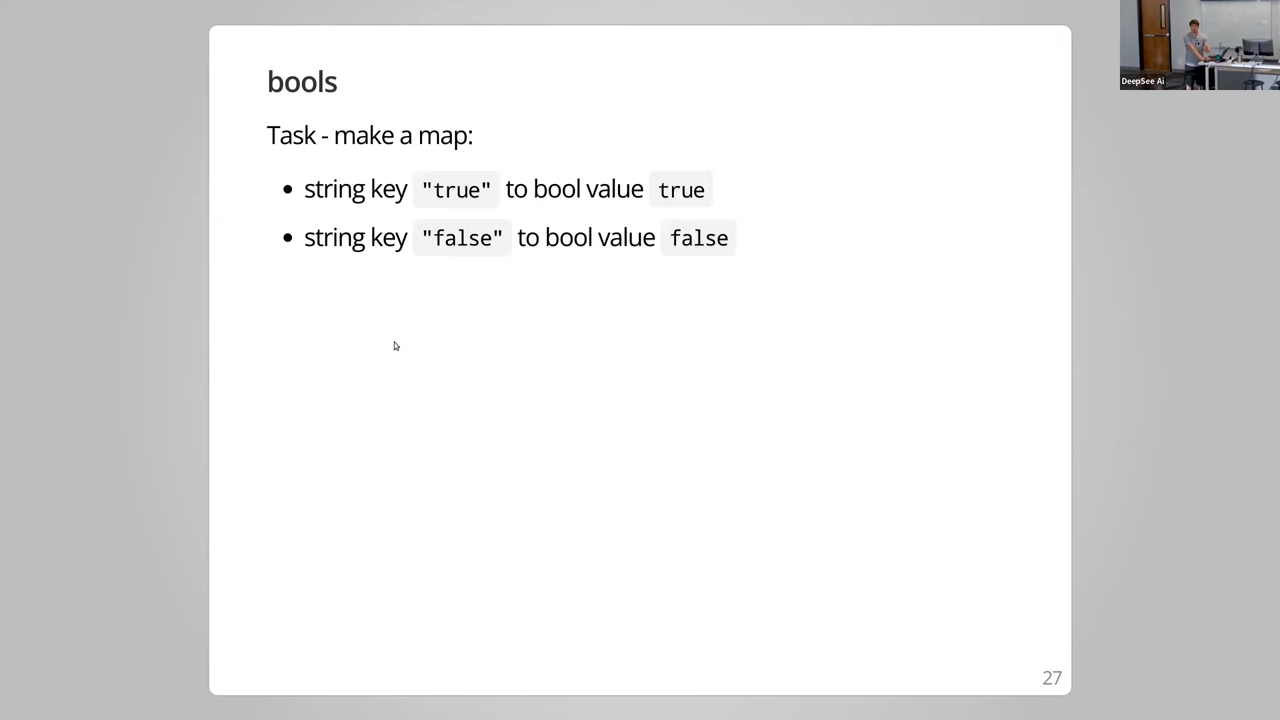 bools
Task - make a map:
• string key "true" to bool value true
• string key "false" to bool value false
27
DeepSee Ai